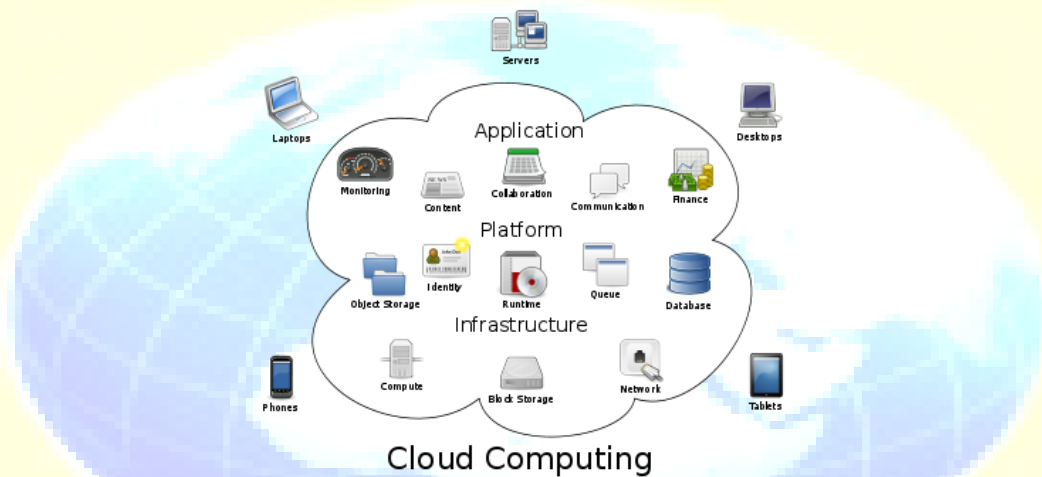 Servers
Laptops
Desktops
Application
Monitoring
Content
Collaboration
Communication
Finance
Platform
Object Storage
Identity
Runtime
Queue
Database
Infrastructure
Compute
Block Storage
Network
Phones
Tablets
Cloud Computing